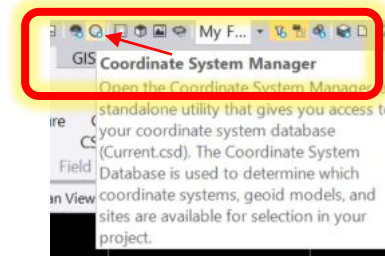 My F...
GIS
Coordinate System Manager
Open the Coordinate System Manager
standalone utility that gives you access to
your coordinate system database
(Current.csd). The Coordinate System
Database is used to determine which
coordinate systems, geoid models, and
sites are available for selection in your
project.
re
CS
Field
an View